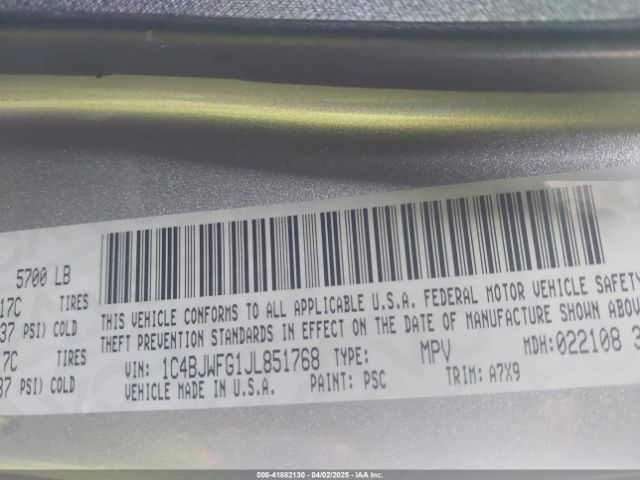 5700 LB
17C TIRES
37 PSI) COLD
7C TIRES
37 PSI) COLD
THIS VEHICLE CONFORMS TO ALL APPLICABLE U.S.A. FEDERAL MOTOR VEHICLE SAFETY
THEFT PREVENTION STANDARDS IN EFFECT ON THE DATE OF MANUFACTURE SHOWN ABOVE
VIN: 1C4BJWFG1JL851768 TYPE: MPV MDH:022108 3
VEHICLE MADE IN U.S.A. PAINT: PSC TRIM: A7X9
000-41882130 - 04/02/2025 - IAA Inc.